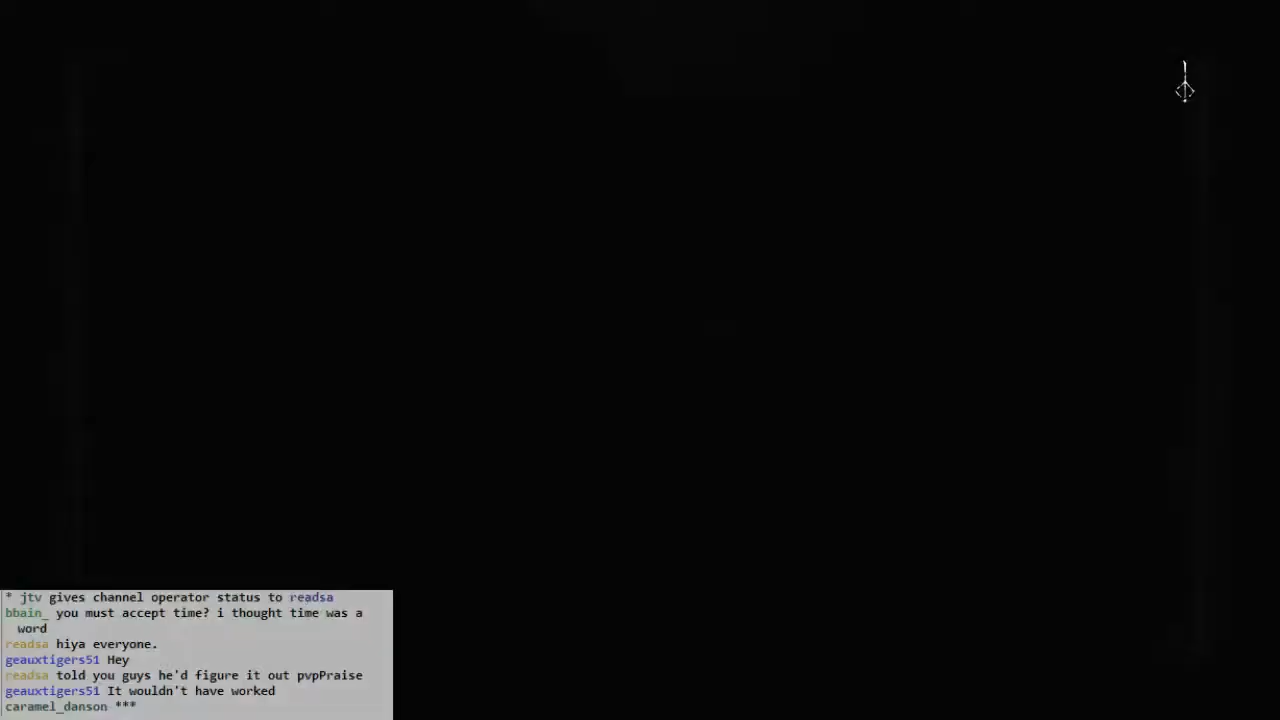 * jtv gives channel operator status to readsa
bbain_ you must accept time? i thought time was a
word
readsa hiya everyone.
geauxtigers51 Hey
readsa told you guys he'd figure it out pvpPraise
geauxtigers51 It wouldn't have worked
caramel_danson ***